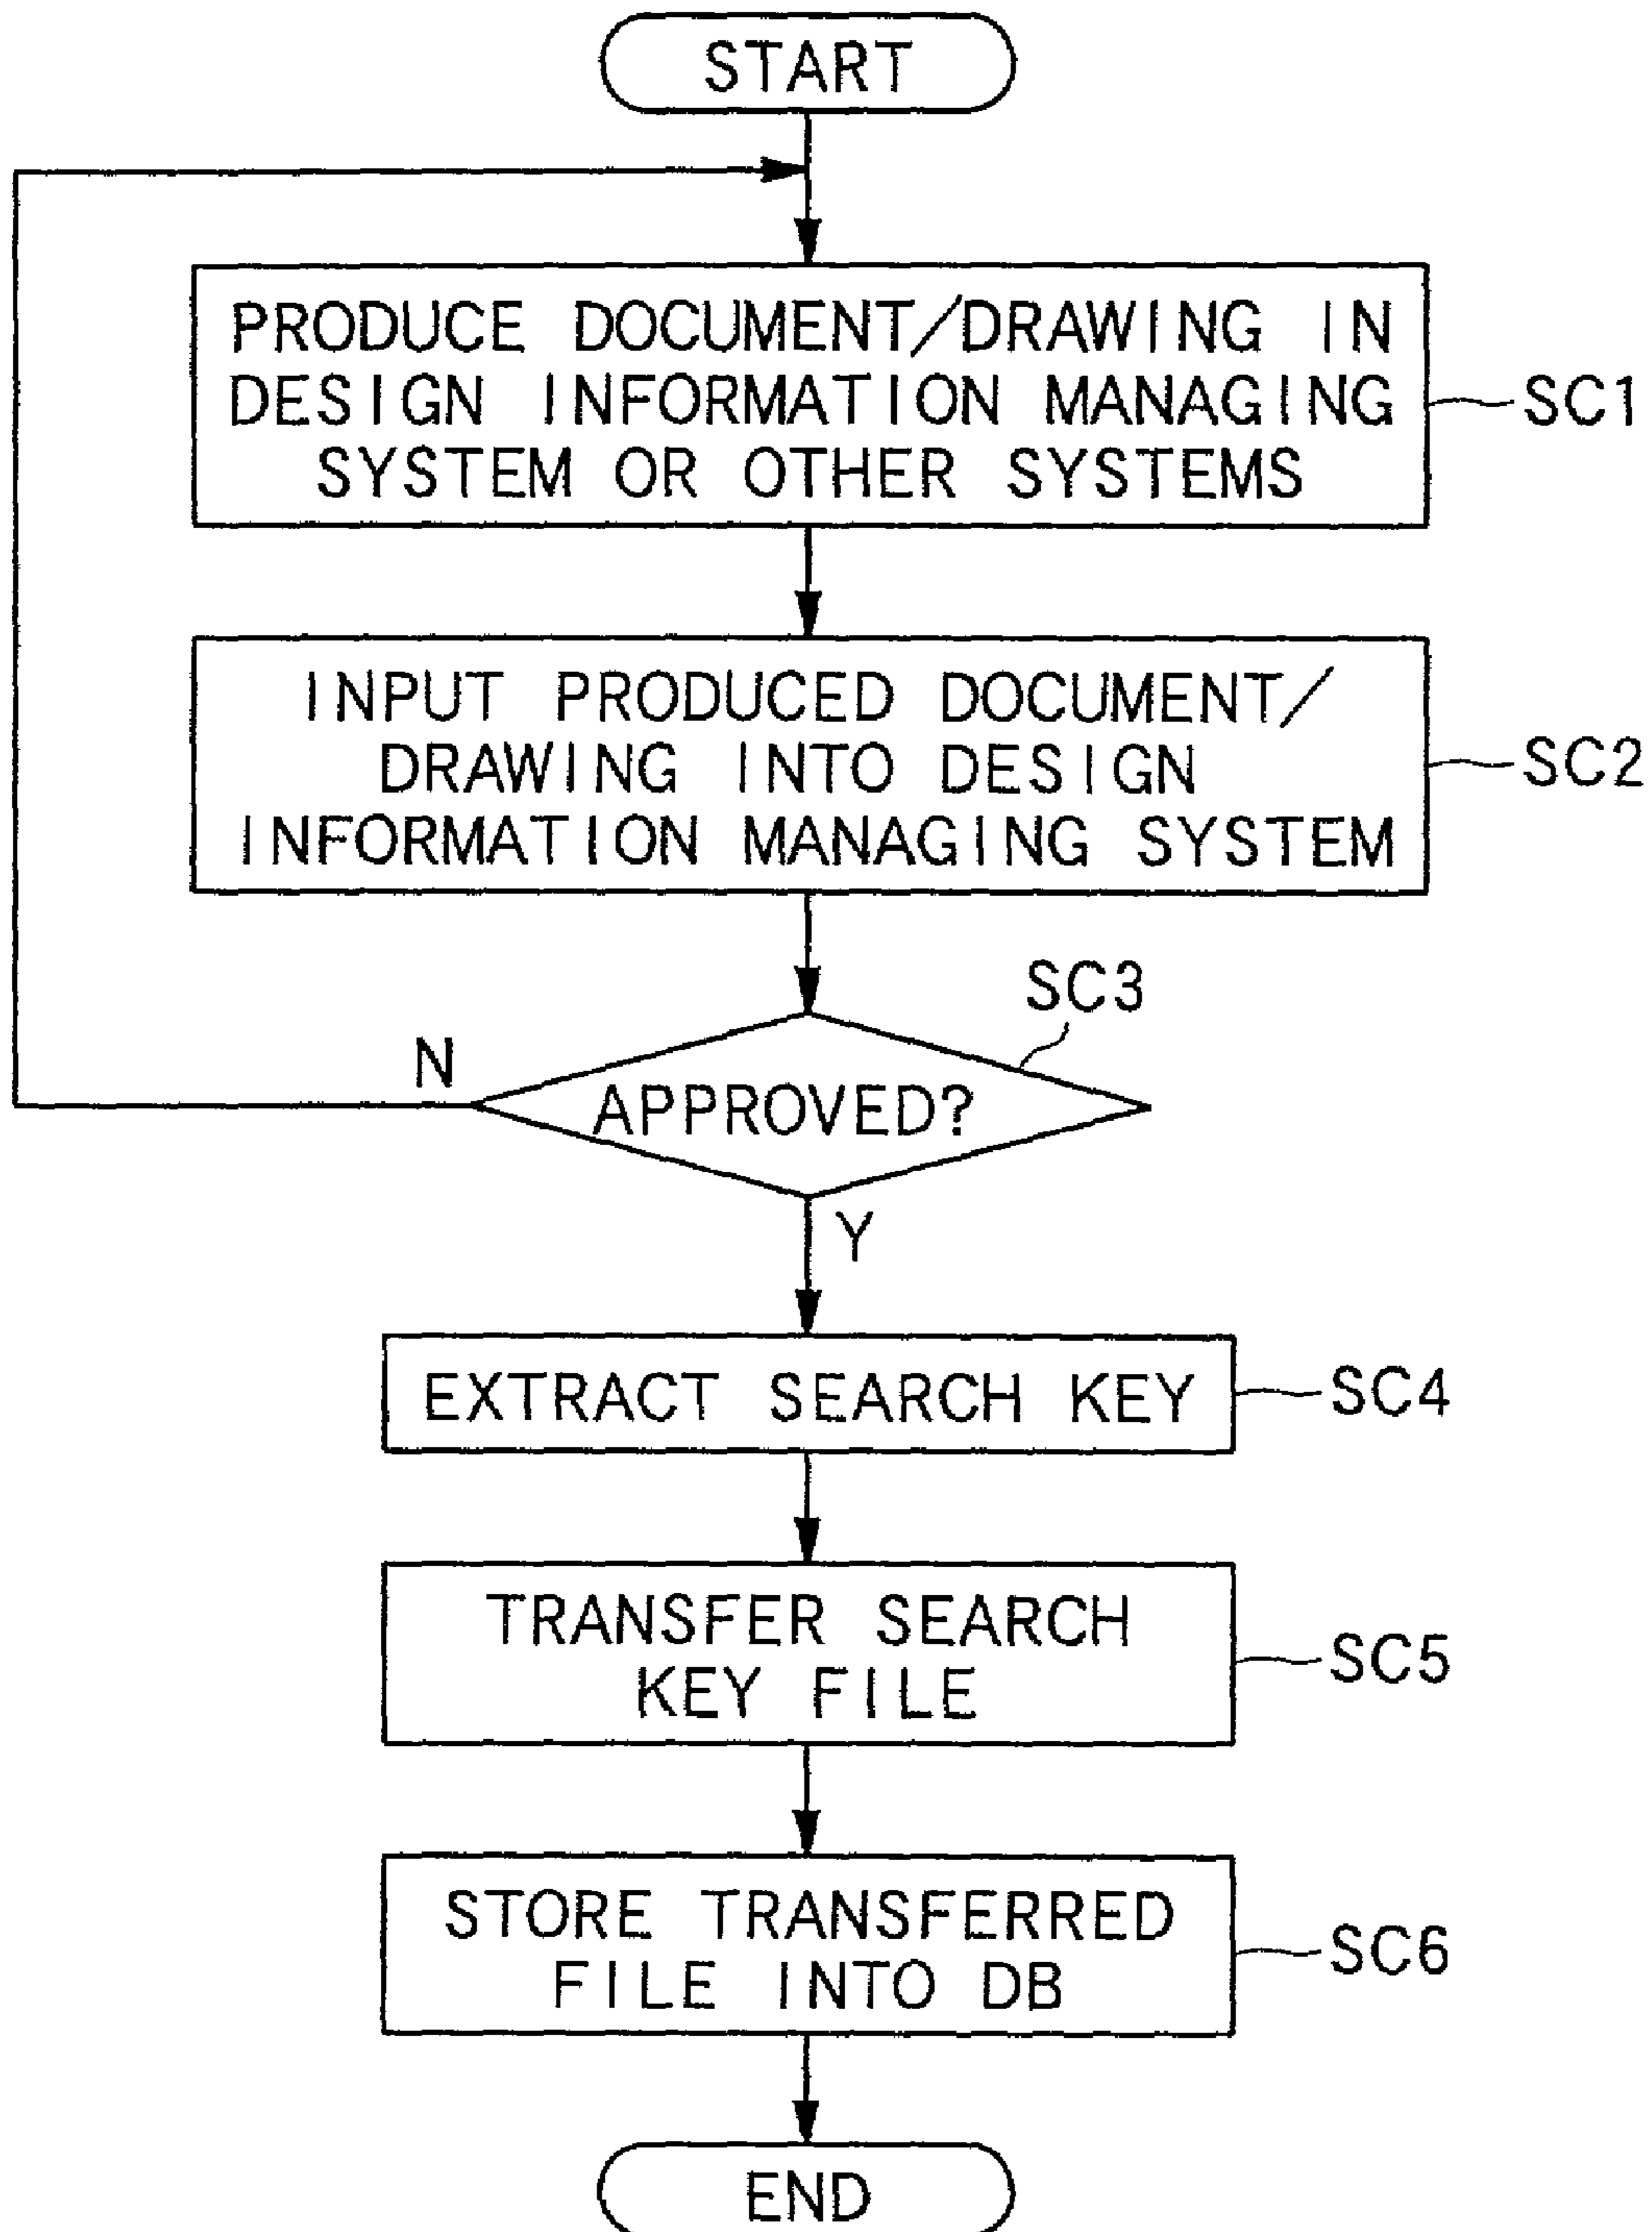 START
PRODUCE DOCUMENT/DRAWING IN
DESIGN INFORMATION MANAGING
SYSTEM OR OTHER SYSTEMS
SC1
INPUT PRODUCED DOCUMENT/
DRAWING INTO DESIGN
INFORMATION MANAGING SYSTEM
SC2
SC3
N
APPROVED?
Y
EXTRACT SEARCH KEY
SC4
TRANSFER SEARCH
KEY FILE
SC5
STORE TRANSFERRED
FILE INTO DB
SC6
END